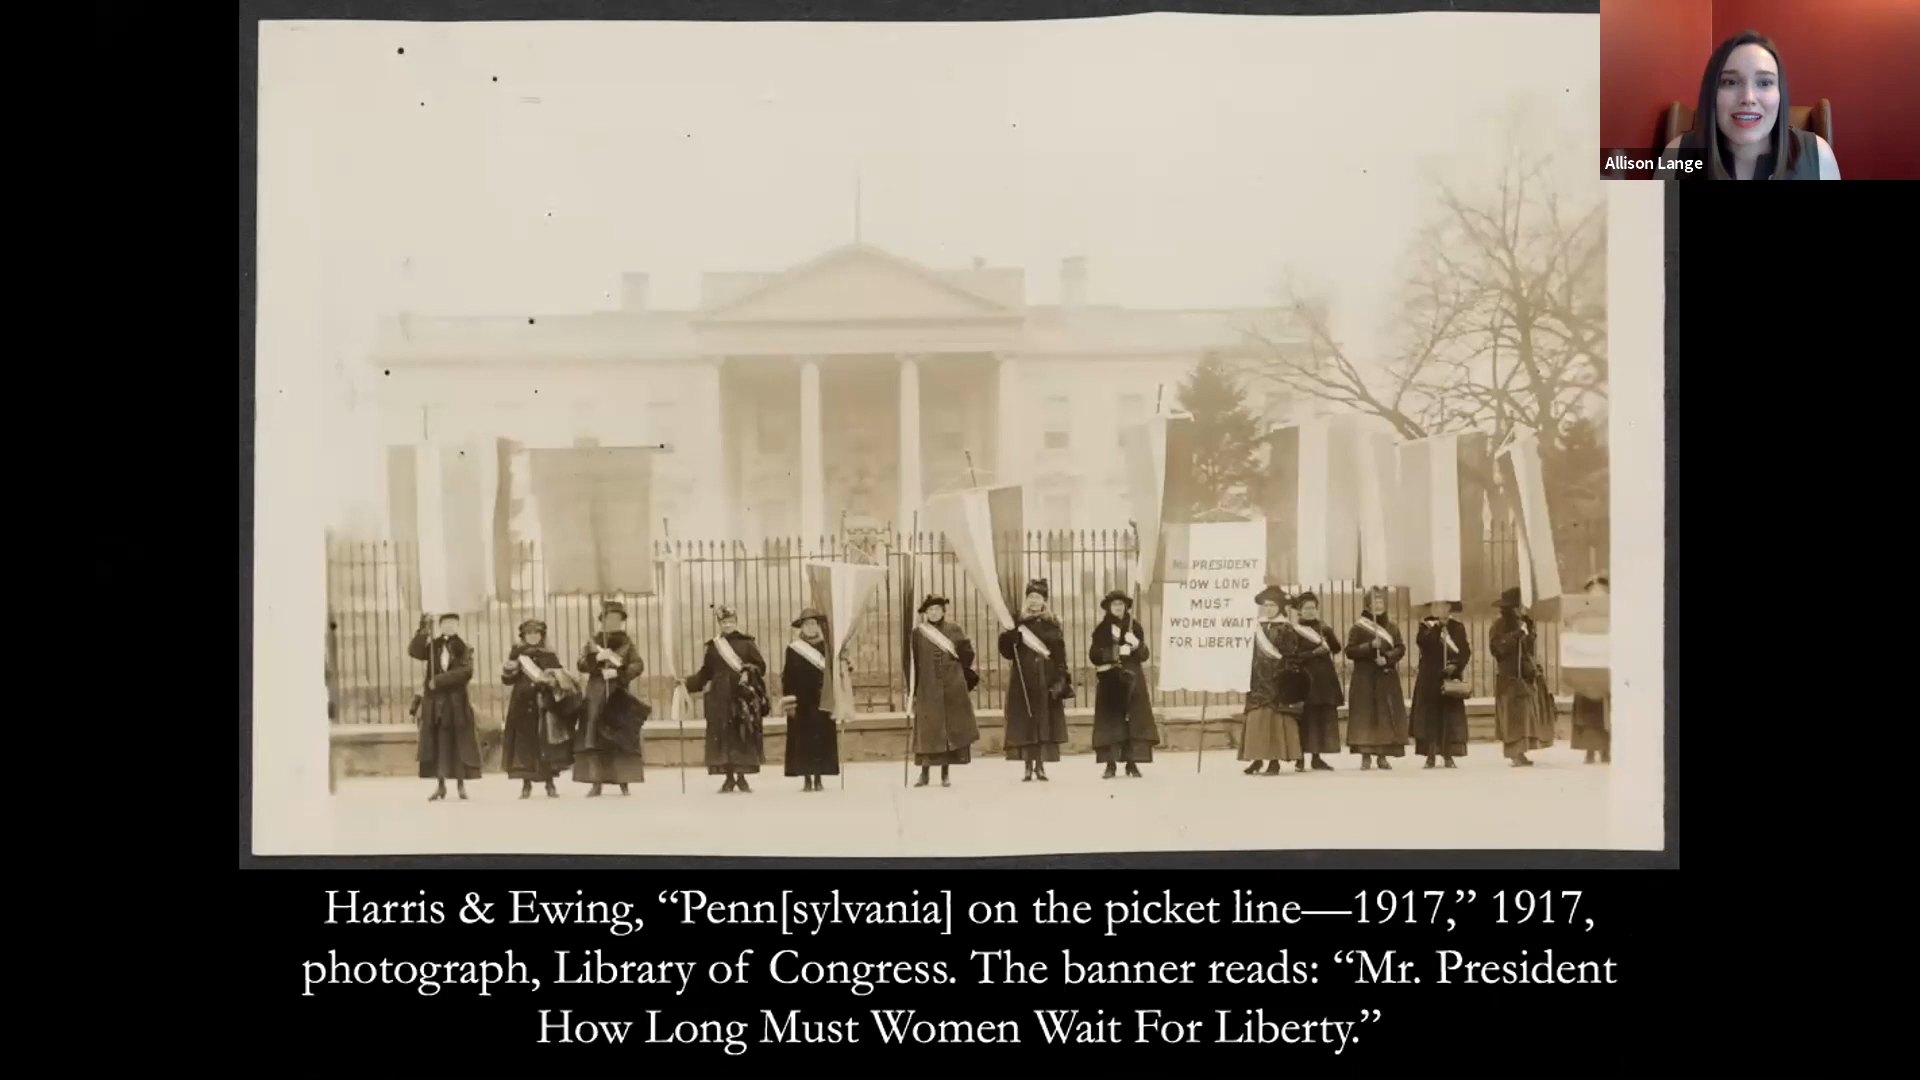 Allison Lange
MR. PRESIDENT
HOW LONG
MUST
WOMEN WAIT
FOR LIBERTY
Harris & Ewing, “Penn[sylvania] on the picket line—1917,” 1917,
photograph, Library of Congress. The banner reads: “Mr. President
How Long Must Women Wait For Liberty.”